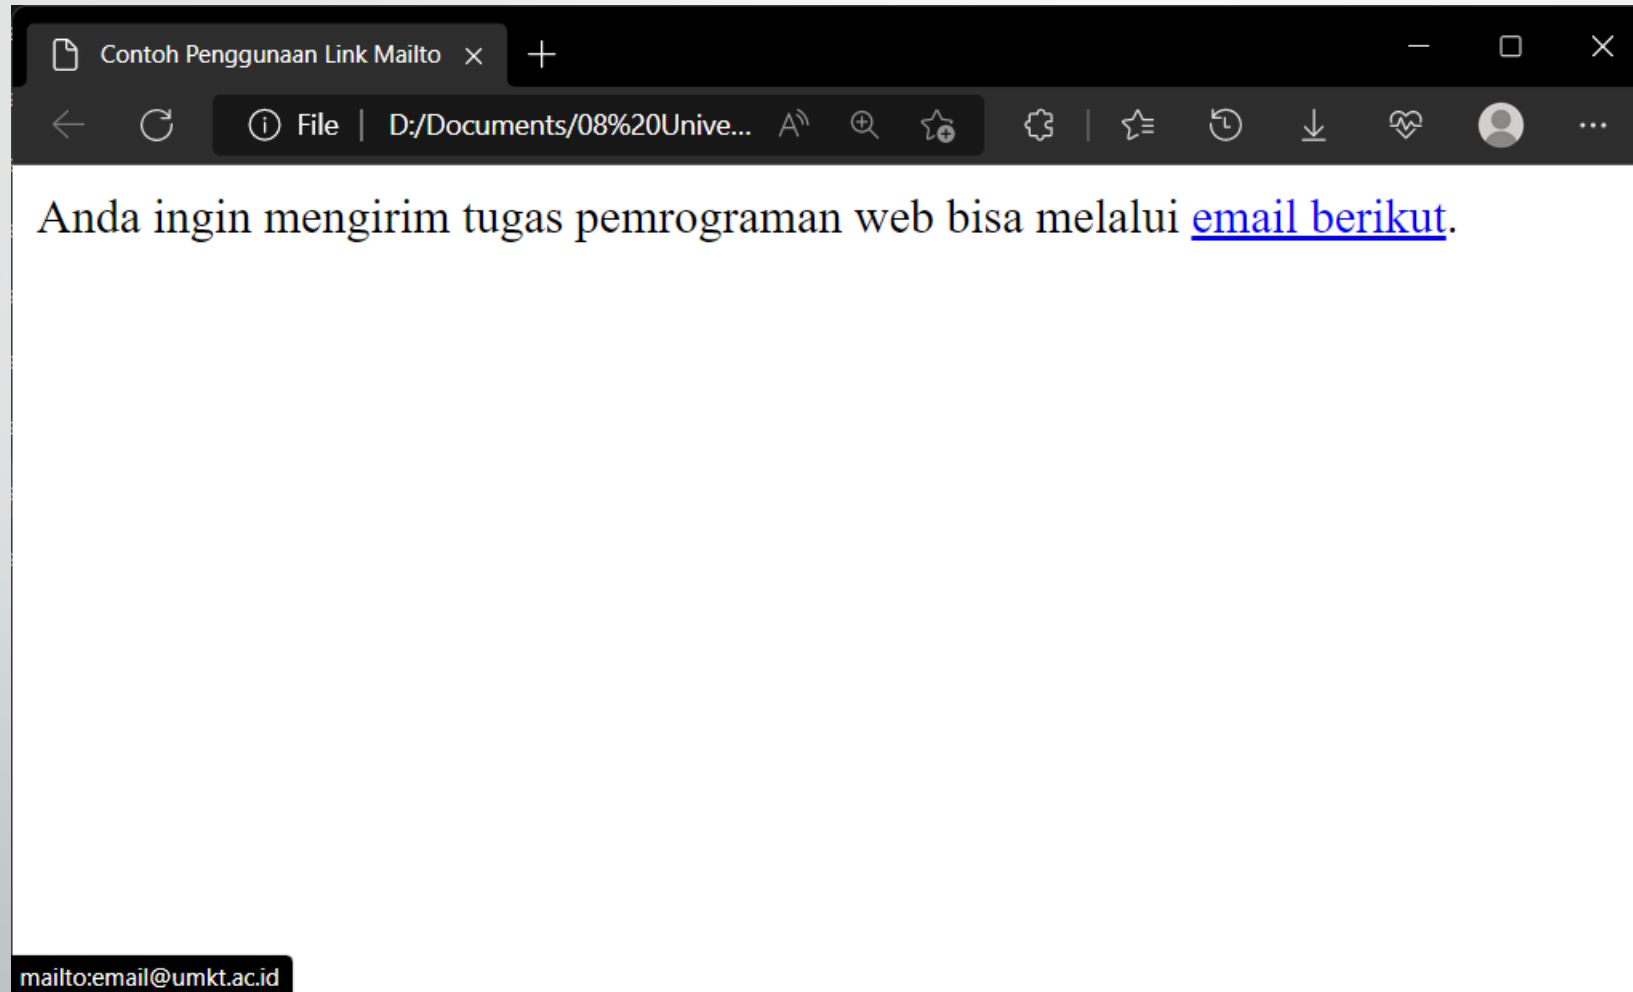 Contoh Penggunaan Link Mailto
File | D:/Documents/08%20Unive...
Anda ingin mengirim tugas pemrograman web bisa melalui email berikut.
mailto:email@umkt.ac.id